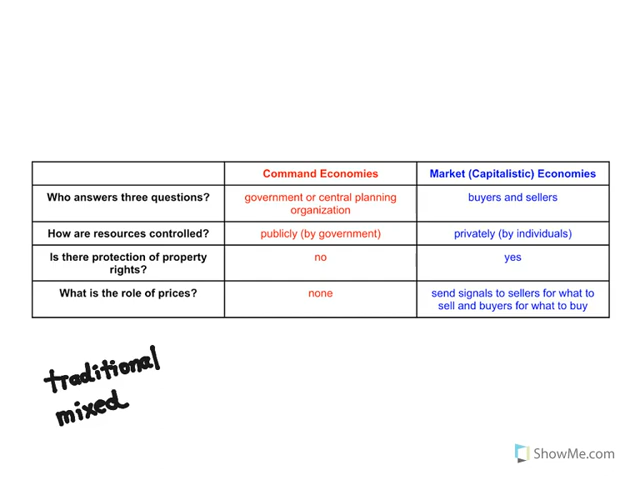 Command Economies
Market (Capitalistic) Economies
Who answers three questions?
government or central planning
organization
buyers and sellers
How are resources controlled?
publicly (by government)
privately (by individuals)
Is there protection of property
rights?
no
yes
What is the role of prices?
none
send signals to sellers for what to
sell and buyers for what to buy
traditional
mixed
ShowMe.com